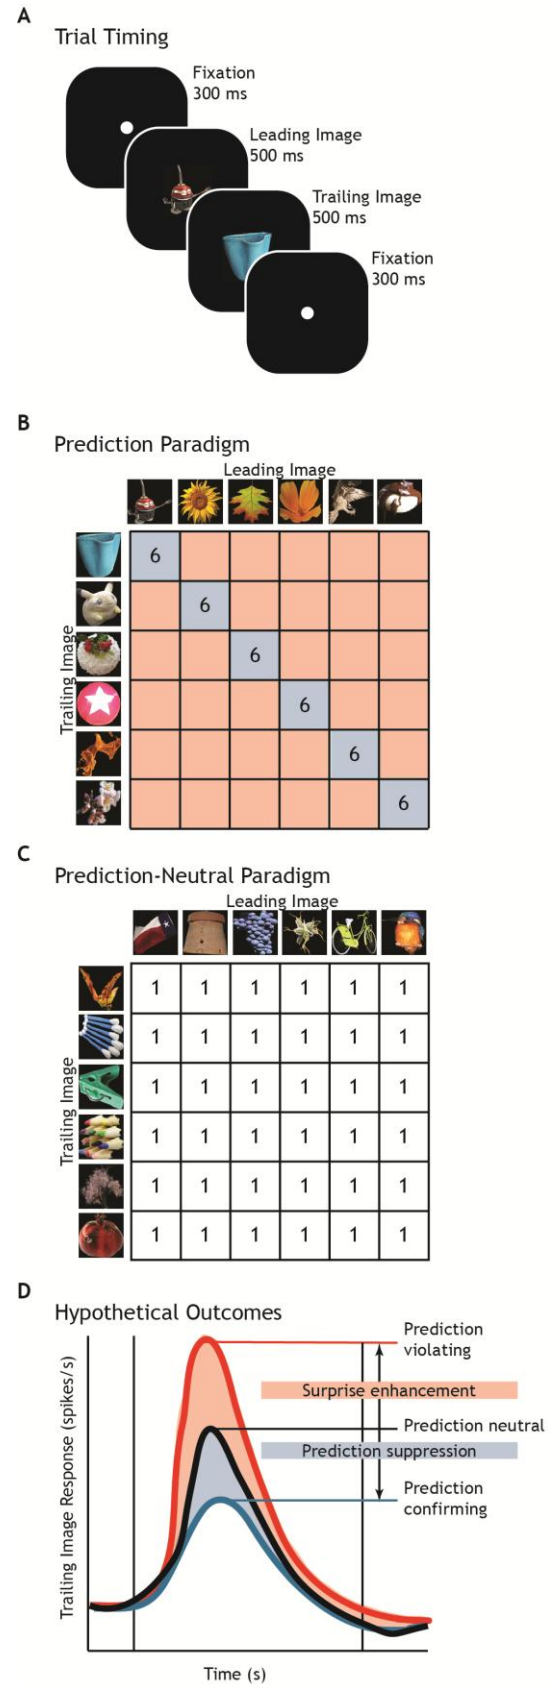 A
Trial Timing
Fixation
300 ms
Leading Image
500 ms
Trailing Image
500 ms
Fixation
300 ms
B
Prediction Paradigm
Leading Image
Trailing Image
6
6
6
6
6
6
C
Prediction-Neutral Paradigm
Leading Image
Trailing Image
1 1 1 1 1 1
1 1 1 1 1 1
1 1 1 1 1 1
1 1 1 1 1 1
1 1 1 1 1 1
1 1 1 1 1 1
D
Hypothetical Outcomes
Trailing Image Response (spikes/s)
Prediction
violating
Surprise enhancement
Prediction neutral
Prediction suppression
Prediction
confirming
Time (s)